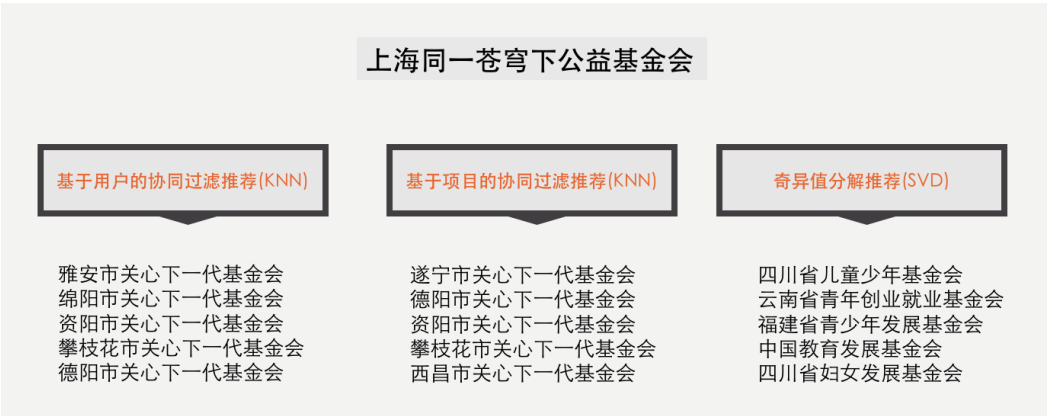 上海同一苍穹下公益基金会
基于用户的协同过滤推荐(KNN)
雅安市关心下一代基金会
绵阳市关心下一代基金会
资阳市关心下一代基金会
攀枝花市关心下一代基金会
德阳市关心下一代基金会
基于项目的协同过滤推荐(KNN)
遂宁市关心下一代基金会
德阳市关心下一代基金会
资阳市关心下一代基金会
攀枝花市关心下一代基金会
西昌市关心下一代基金会
奇异值分解推荐(SVD)
四川省儿童少年基金会
云南省青年创业就业基金会
福建省青少年发展基金会
中国教育发展基金会
四川省妇女发展基金会